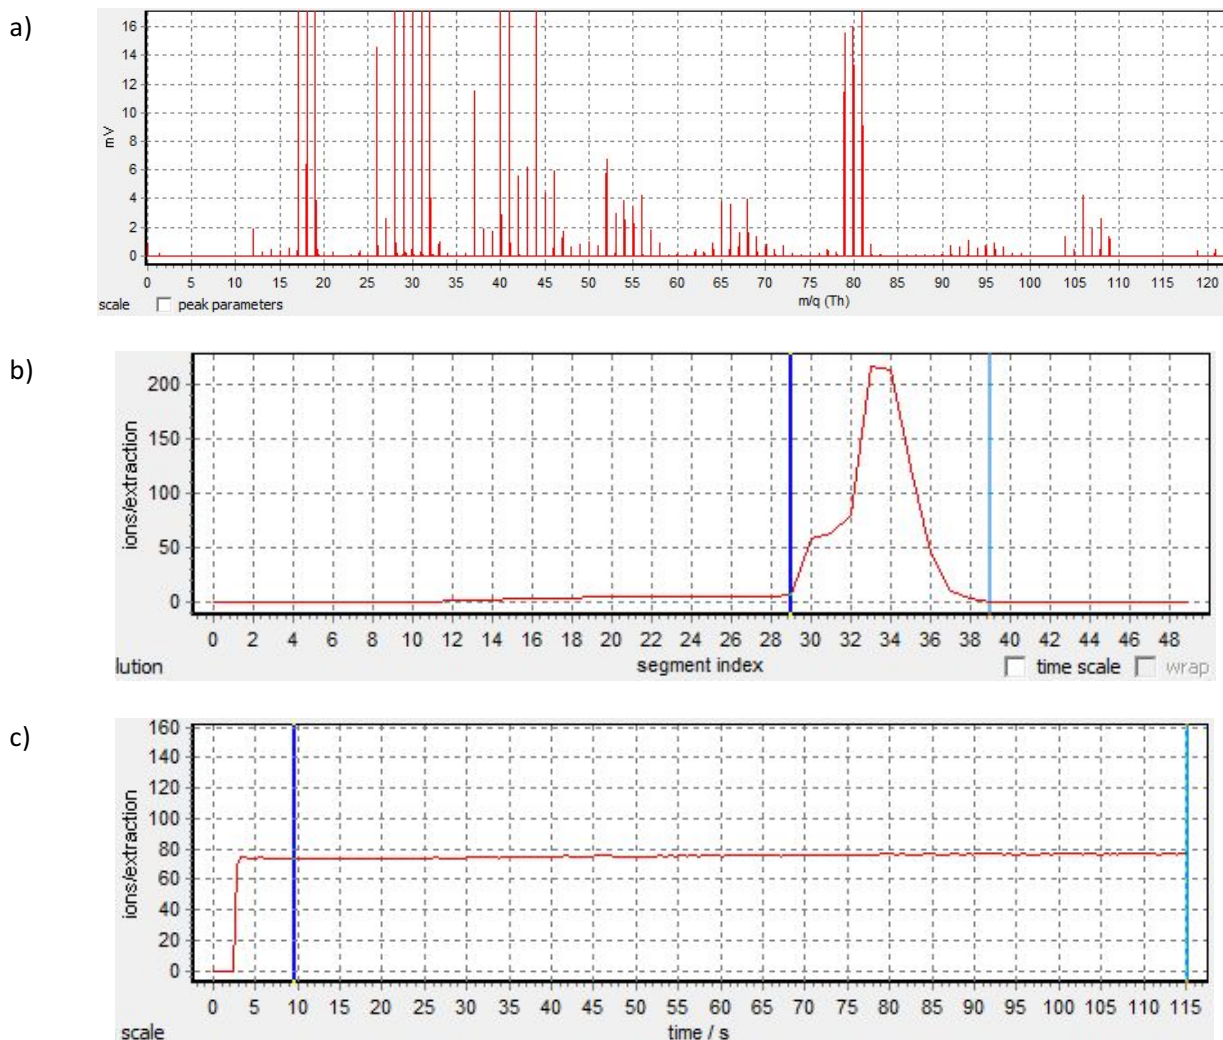 a)
16
14
12
10
8
6
4
2
0
mV
0 5 10 15 20 25 30 35 40 45 50 55 60 65 70 75 80 85 90 95 100 105 110 115 120
scale peak parameters m/q (Th)
b)
200
150
100
50
0
ions/extraction
0 2 4 6 8 10 12 14 16 18 20 22 24 26 28 30 32 34 36 38 40 42 44 46 48
lution segment index time scale wrap
c)
160
140
120
100
80
60
40
20
0
ions/extraction
0 5 10 15 20 25 30 35 40 45 50 55 60 65 70 75 80 85 90 95 100 105 110 115
scale time / s